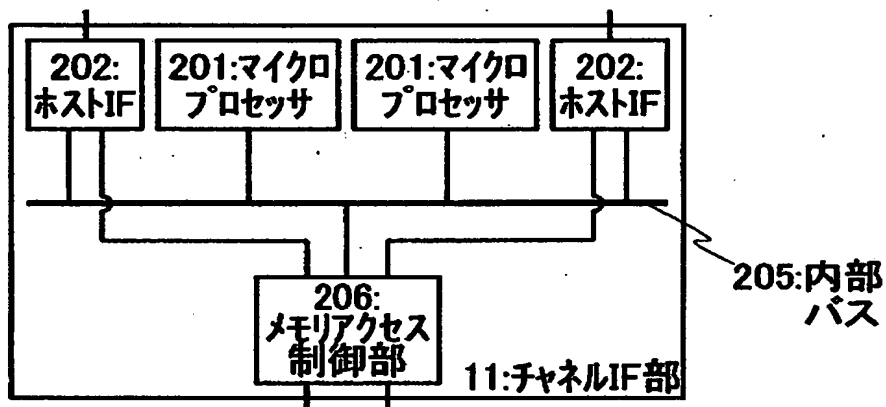 202:
ホストIF
201:マイクロ
プロセッサ
201:マイクロ
プロセッサ
202:
ホストIF
205:内部
バス
206:
メモリアクセス
制御部
11:チャネルIF部